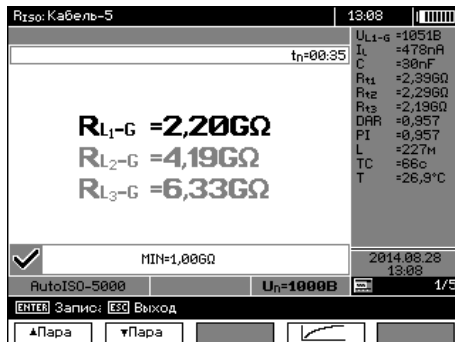 RISO: Кабель-5 13:08
tn=00:35
RL1-G =2,20GΩ
RL2-G =4,19GΩ
RL3-G =6,33GΩ
MIN=1,00GΩ
AutoISO-5000 Un=1000В
UL1-G =1051В
IL =478nA
C =30nF
Rt1 =2,39GΩ
Rt2 =2,29GΩ
Rt3 =2,19GΩ
DAR =0,957
PI =0,957
L =227м
TC =66с
T =26,9°C
2014.08.28
13:08
1/5
ENTER Запись ESC Выход
▲Пара ▼Пара